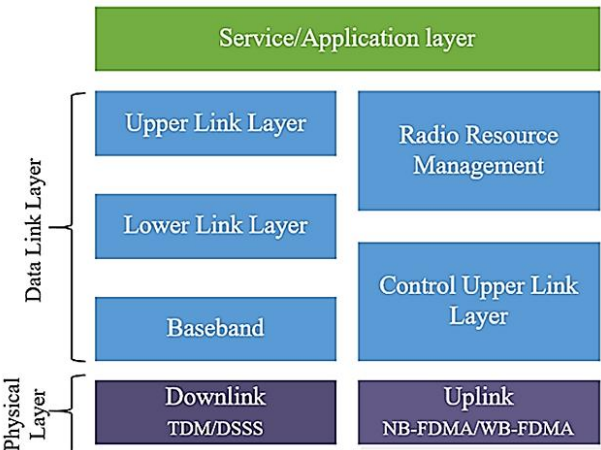 Service/Application layer
Data Link Layer
Upper Link Layer
Lower Link Layer
Baseband
Radio Resource
Management
Control Upper Link
Layer
Physical
Layer
Downlink
TDM/DSSS
Uplink
NB-FDMA/WB-FDMA